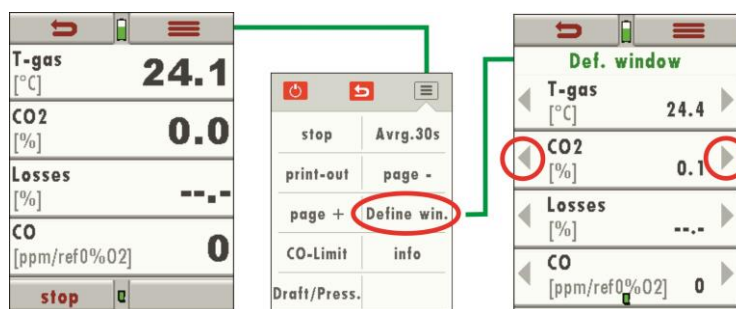 T-gas
[°C]
24.1
CO2
[%]
0.0
Losses
[%]
--.-
CO
[ppm/ref0%O2]
0
stop
stop
Avrg.30s
print-out
page -
page +
Define win.
CO-Limit
info
Draft/Press.
Def. window
T-gas
[°C]
24.4
CO2
[%]
0.1
Losses
[%]
--.-
CO
[ppm/ref0%O2]
0